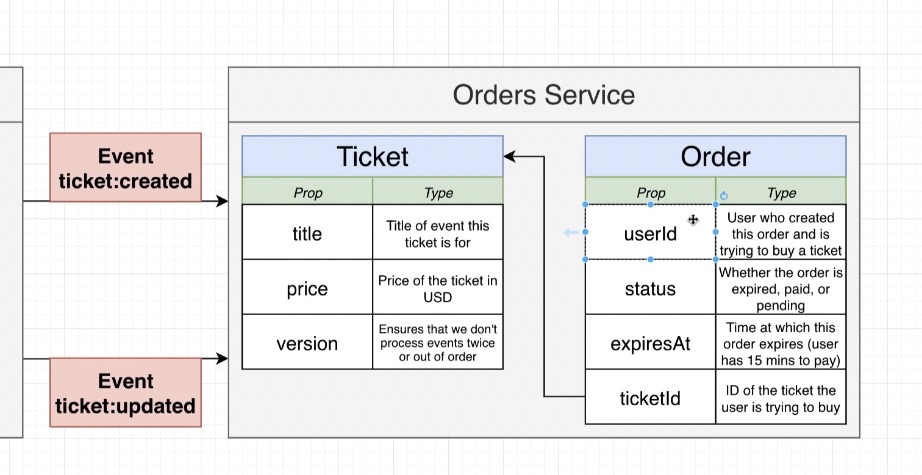 Orders Service
Event
ticket:created
Event
ticket:updated
Ticket
Prop
Type
title
Title of event this
ticket is for
price
Price of the ticket in
USD
version
Ensures that we don't
process events twice
or out of order
Order
Prop
Type
userId
User who created
this order and is
trying to buy a ticket
status
Whether the order is
expired, paid, or
pending
expiresAt
Time at which this
order expires (user
has 15 mins to pay)
ticketId
ID of the ticket the
user is trying to buy